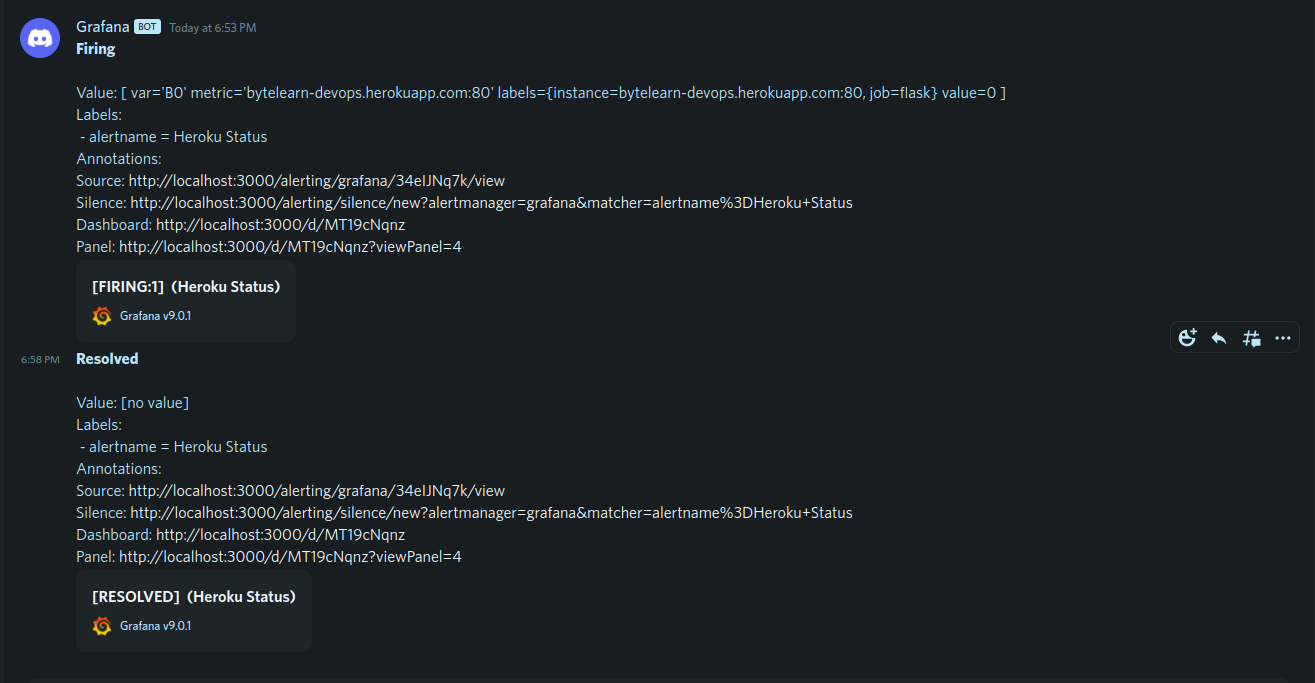 Grafana BOT Today at 6:53 PM
Firing
Value: [ var='B0' metric='bytelearn-devops.herokuapp.com:80' labels={instance=bytelearn-devops.herokuapp.com:80, job=flask} value=0 ]
Labels:
- alertname = Heroku Status
Annotations:
Source: http://localhost:3000/alerting/grafana/34eIJNq7k/view
Silence: http://localhost:3000/alerting/silence/new?alertmanager=grafana&matcher=alertname%3DHeroku+Status
Dashboard: http://localhost:3000/d/MT19cNqnz
Panel: http://localhost:3000/d/MT19cNqnz?viewPanel=4
[FIRING:1] (Heroku Status)
Grafana v9.0.1
6:58 PM Resolved
Value: [no value]
Labels:
- alertname = Heroku Status
Annotations:
Source: http://localhost:3000/alerting/grafana/34eIJNq7k/view
Silence: http://localhost:3000/alerting/silence/new?alertmanager=grafana&matcher=alertname%3DHeroku+Status
Dashboard: http://localhost:3000/d/MT19cNqnz
Panel: http://localhost:3000/d/MT19cNqnz?viewPanel=4
[RESOLVED] (Heroku Status)
Grafana v9.0.1